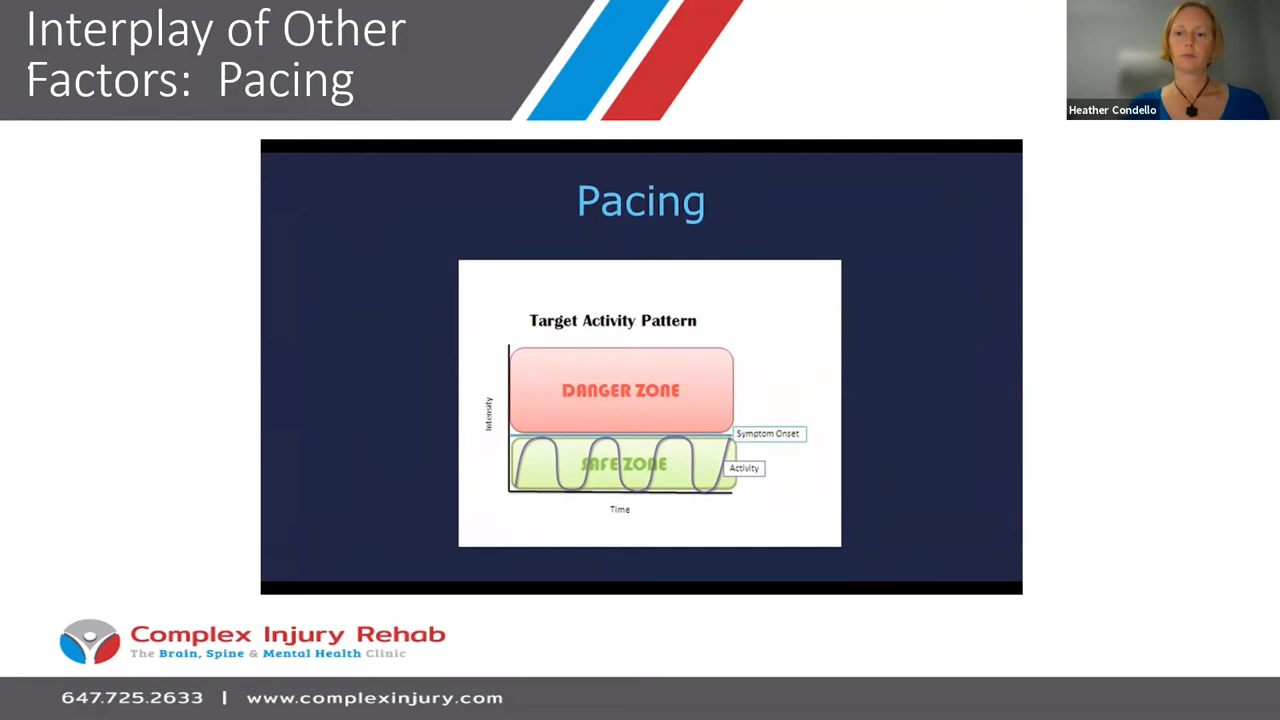 Interplay of Other
Factors:  Pacing
Heather Condello
Pacing
Target Activity Pattern
Intensity
DANGER ZONE
Symptom Onset
SAFE ZONE
Activity
Time
Complex Injury Rehab
The Brain, Spine & Mental Health Clinic
647.725.2633   |   www.complexinjury.com